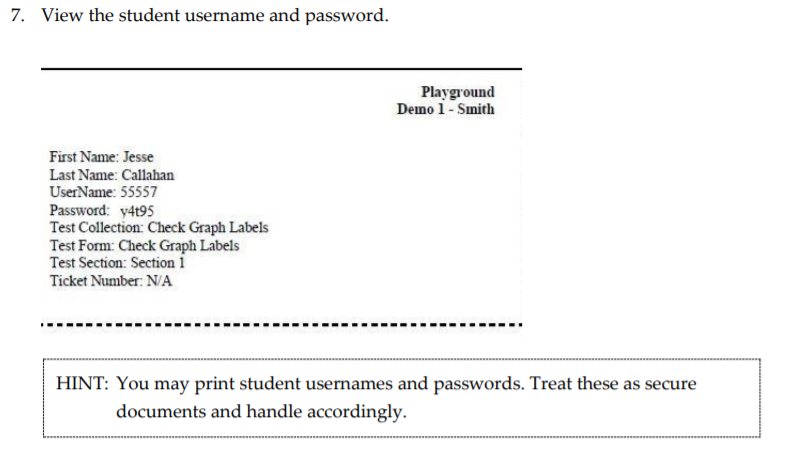 7. View the student username and password.
Playground
Demo 1 - Smith
First Name: Jesse
Last Name: Callahan
UserName: 55557
Password: y4t95
Test Collection: Check Graph Labels
Test Form: Check Graph Labels
Test Section: Section 1
Ticket Number: N/A
HINT: You may print student usernames and passwords. Treat these as secure
documents and handle accordingly.